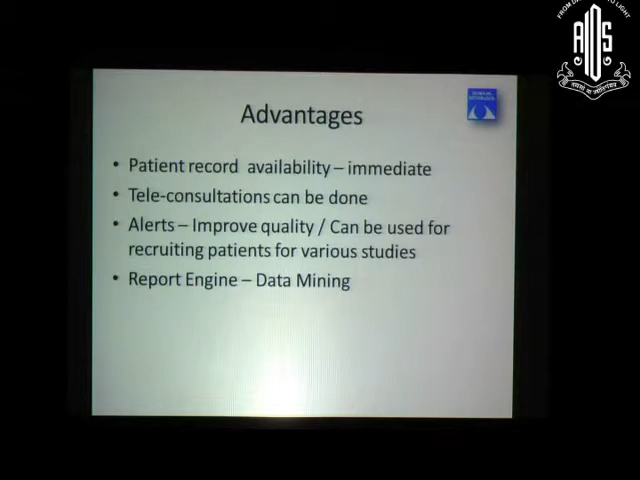 AIOS
Advantages
• Patient record availability – immediate
• Tele-consultations can be done
• Alerts – Improve quality / Can be used for
recruiting patients for various studies
• Report Engine – Data Mining